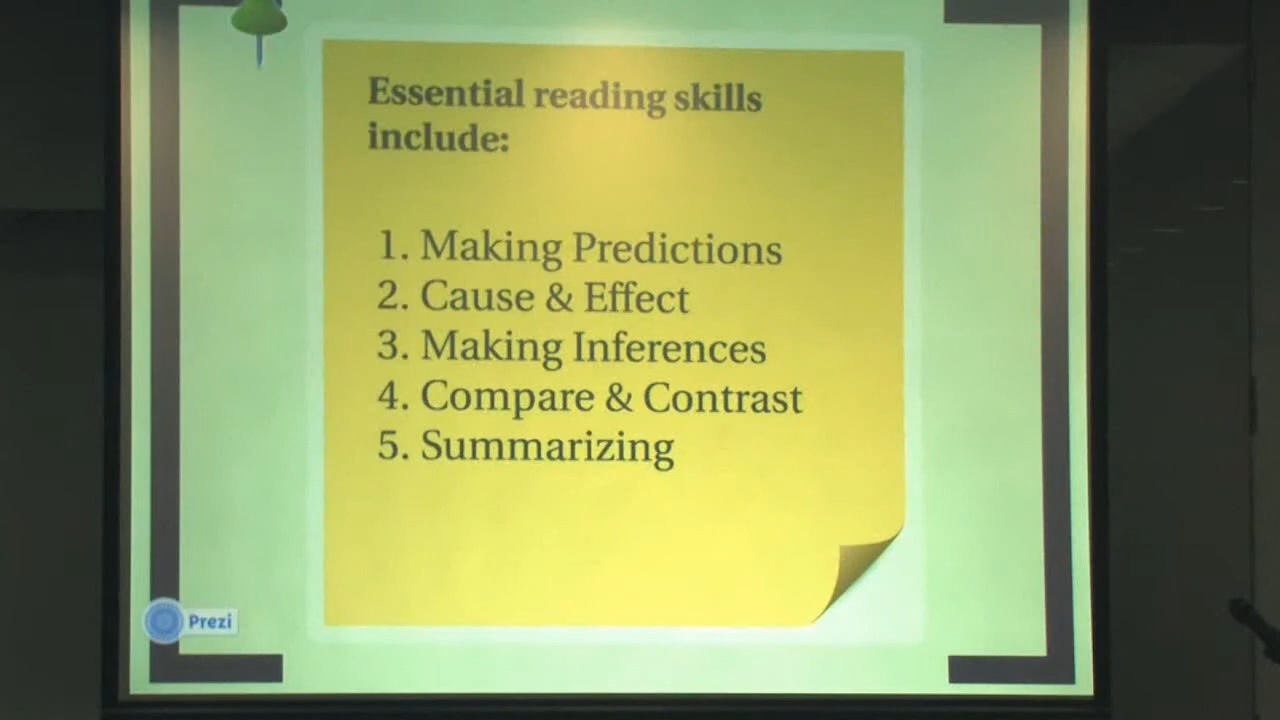 Essential reading skills
include:
1. Making Predictions
2. Cause & Effect
3. Making Inferences
4. Compare & Contrast
5. Summarizing
Prezi